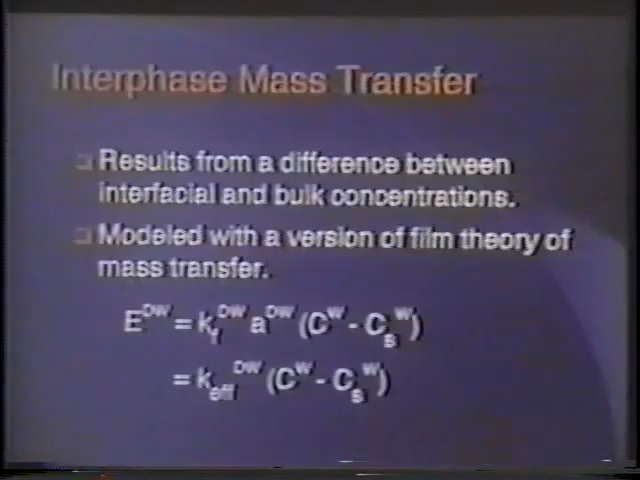 Interphase Mass Transfer
❑ Results from a difference between
interfacial and bulk concentrations.
❑ Modeled with a version of film theory of
mass transfer.
E^DW = k_f^DW a^DW (C^W - C_s^W)
= k_eff^DW (C^W - C_s^W)